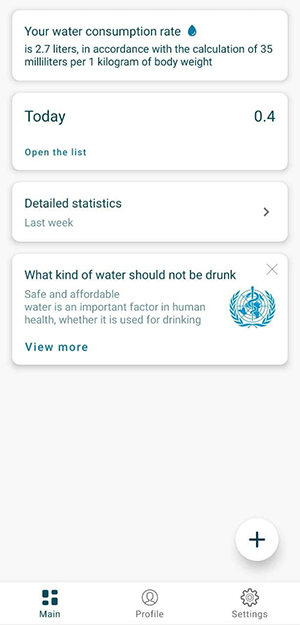 Your water consumption rate
is 2.7 liters, in accordance with the calculation of 35
milliliters per 1 kilogram of body weight
Today 0.4
Open the list
Detailed statistics
Last week
What kind of water should not be drunk
Safe and affordable
water is an important factor in human
health, whether it is used for drinking
View more
Main Profile Settings